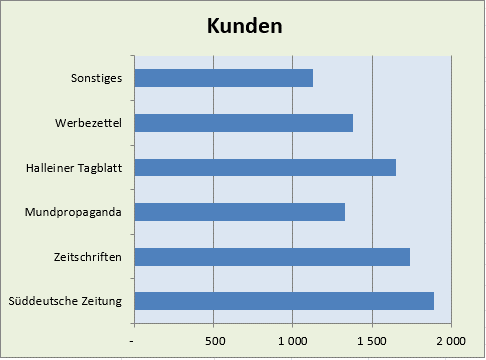 Kunden
Sonstiges
Werbezettel
Halleiner Tagblatt
Mundpropaganda
Zeitschriften
Süddeutsche Zeitung
- 500 1 000 1 500 2 000